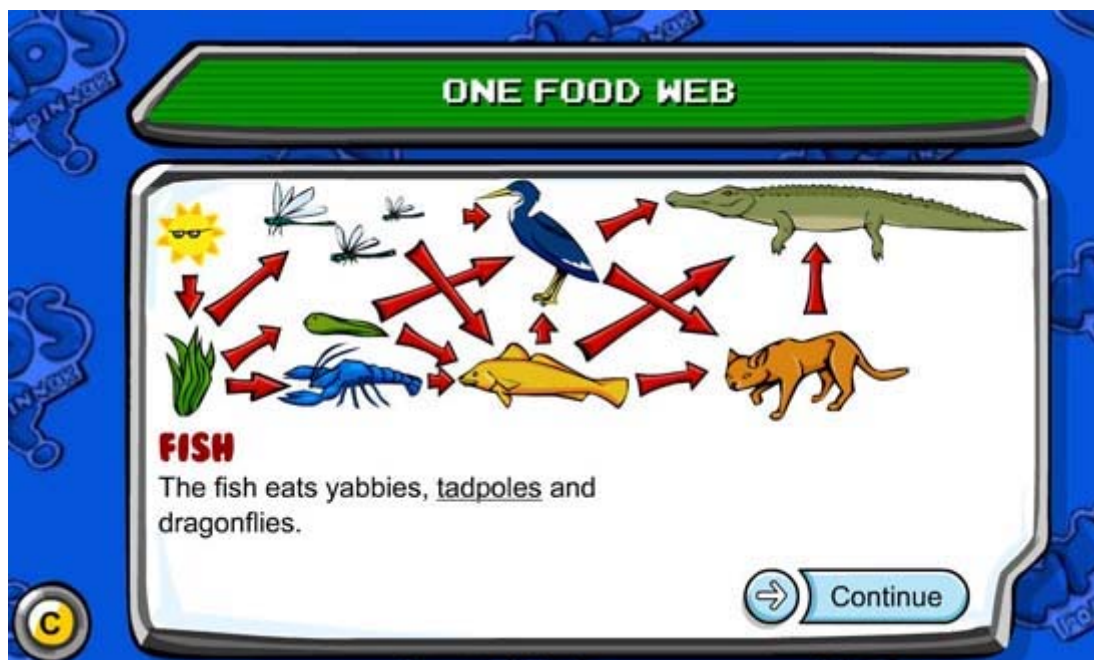 ONE FOOD WEB
FISH
The fish eats yabbies, tadpoles and
dragonflies.
Continue
C